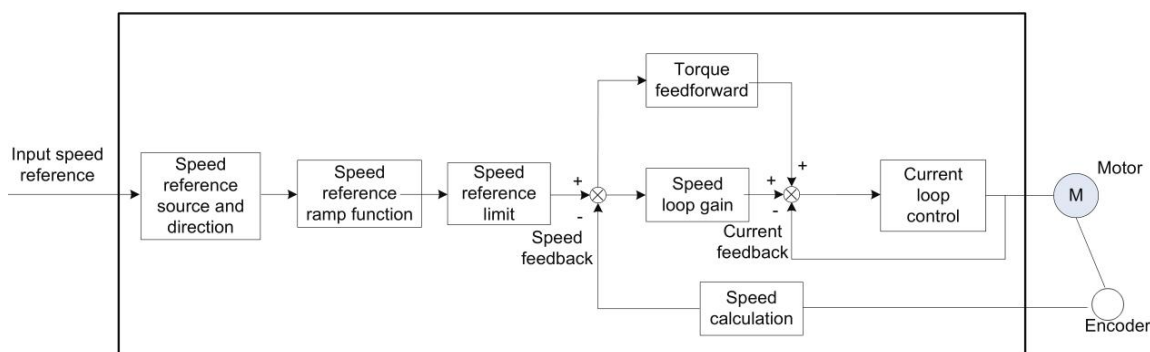 Input speed
reference
Speed
reference
source and
direction
Speed
reference
ramp function
Speed
reference
limit
+
-
Speed
feedback
Torque
feedforward
Speed
loop gain
+
+
-
Current
feedback
Current
loop
control
Speed
calculation
Motor
M
Encoder